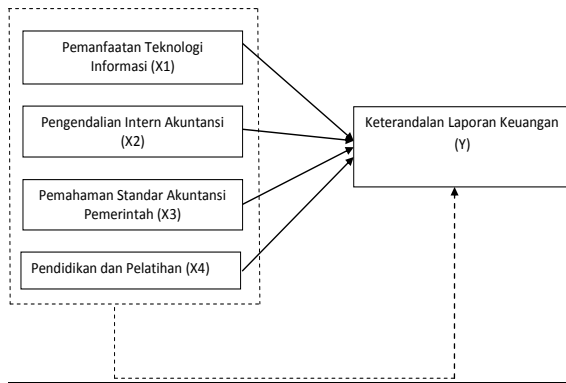 Pemanfaatan Teknologi
Informasi (X1)
Pengendalian Intern Akuntansi
(X2)
Keterandalan Laporan Keuangan
(Y)
Pemahaman Standar Akuntansi
Pemerintah (X3)
Pendidikan dan Pelatihan (X4)